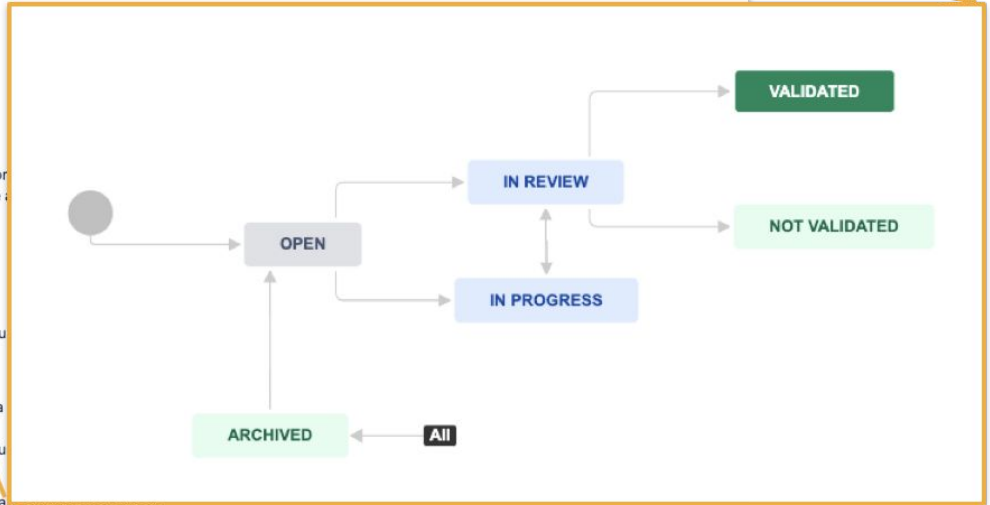 VALIDATED
IN REVIEW
NOT VALIDATED
OPEN
IN PROGRESS
ARCHIVED
All